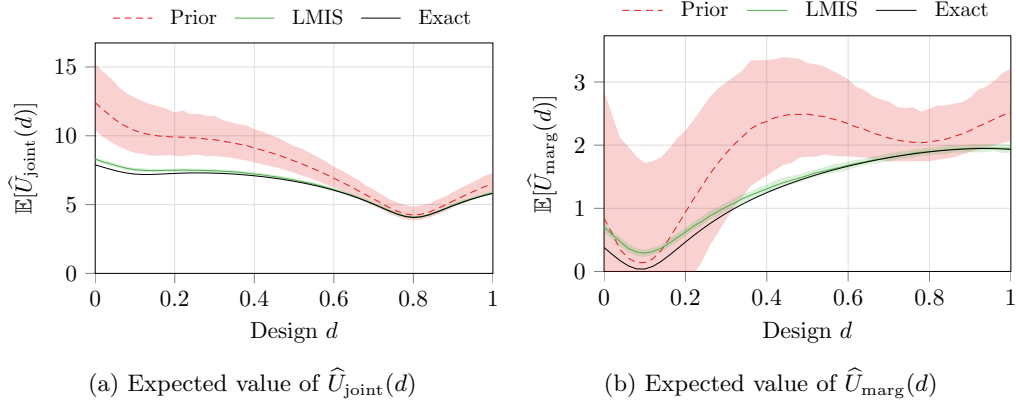 Prior LMIS Exact
15
10
5
0
0 0.2 0.4 0.6 0.8 1
𝔼[Û_joint(d)]
Design d
(a) Expected value of Û_joint(d)
Prior LMIS Exact
3
2
1
0
0 0.2 0.4 0.6 0.8 1
𝔼[Û_marg(d)]
Design d
(b) Expected value of Û_marg(d)